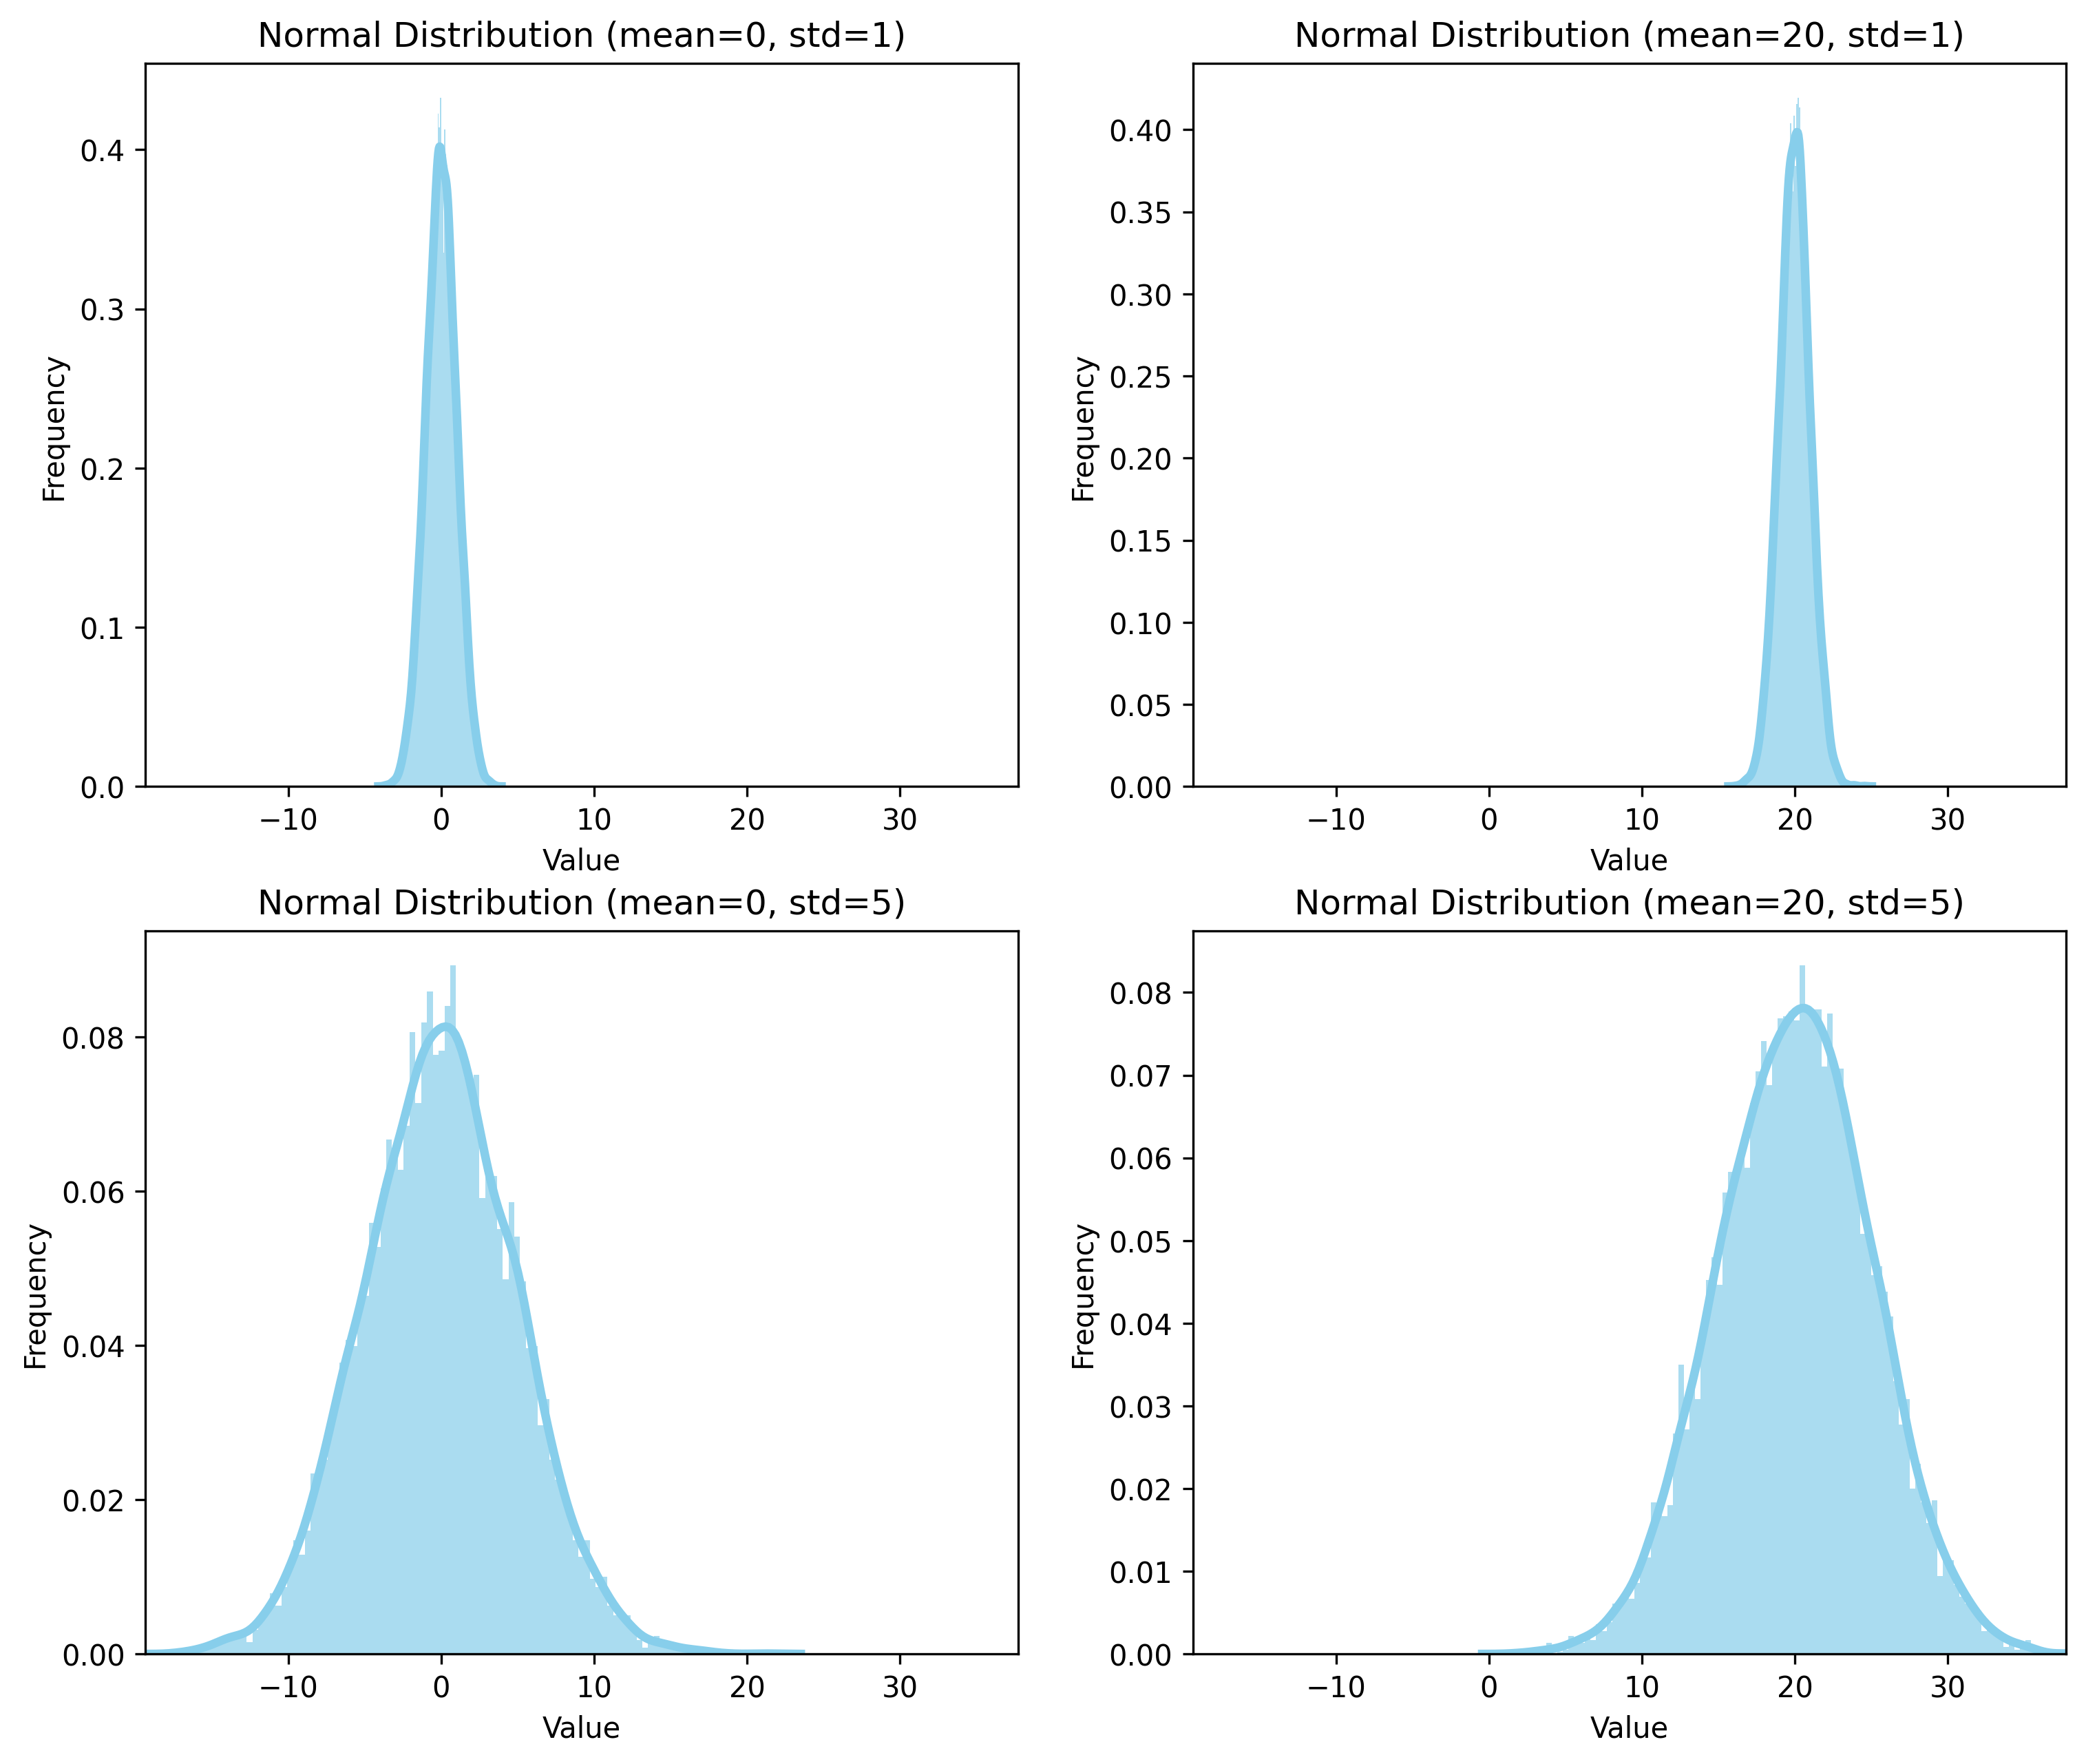 Normal Distribution (mean=0, std=1)
Frequency
0.4
0.3
0.2
0.1
0.0
−10 0 10 20 30
Value
Normal Distribution (mean=20, std=1)
Frequency
0.40
0.35
0.30
0.25
0.20
0.15
0.10
0.05
0.00
−10 0 10 20 30
Value
Normal Distribution (mean=0, std=5)
Frequency
0.08
0.06
0.04
0.02
0.00
−10 0 10 20 30
Value
Normal Distribution (mean=20, std=5)
Frequency
0.08
0.07
0.06
0.05
0.04
0.03
0.02
0.01
0.00
−10 0 10 20 30
Value